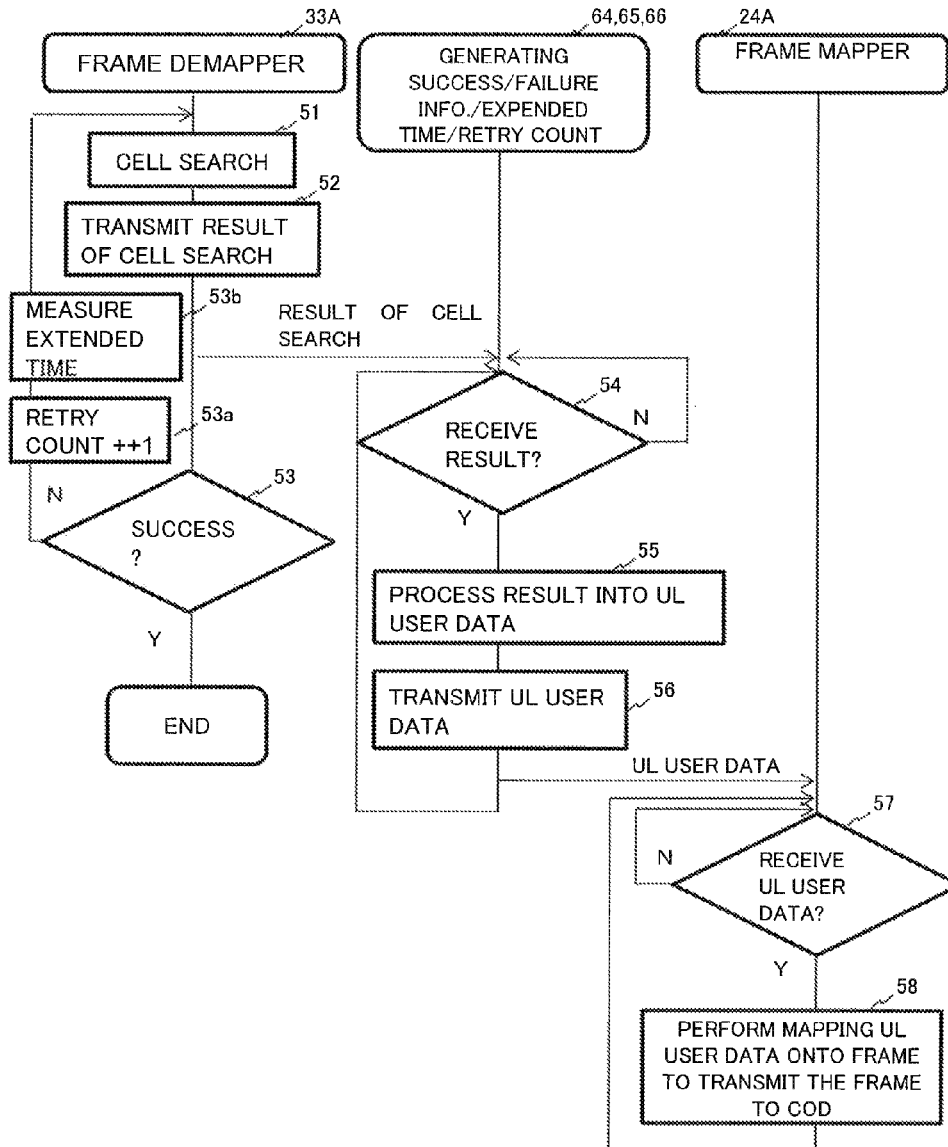 33A
FRAME DEMAPPER
64,65,66
GENERATING
SUCCESS/FAILURE
INFO./EXPENDED
TIME/RETRY COUNT
24A
FRAME MAPPER
51
CELL SEARCH
52
TRANSMIT RESULT
OF CELL SEARCH
53b
MEASURE
EXTENDED
TIME
RESULT OF CELL
SEARCH
53a
RETRY
COUNT ++1
54
RECEIVE
RESULT?
N
Y
53
N
SUCCESS
?
Y
END
55
PROCESS RESULT INTO UL
USER DATA
56
TRANSMIT UL USER
DATA
UL USER DATA
57
N
RECEIVE
UL USER
DATA?
Y
58
PERFORM MAPPING UL
USER DATA ONTO FRAME
TO TRANSMIT THE FRAME
TO COD